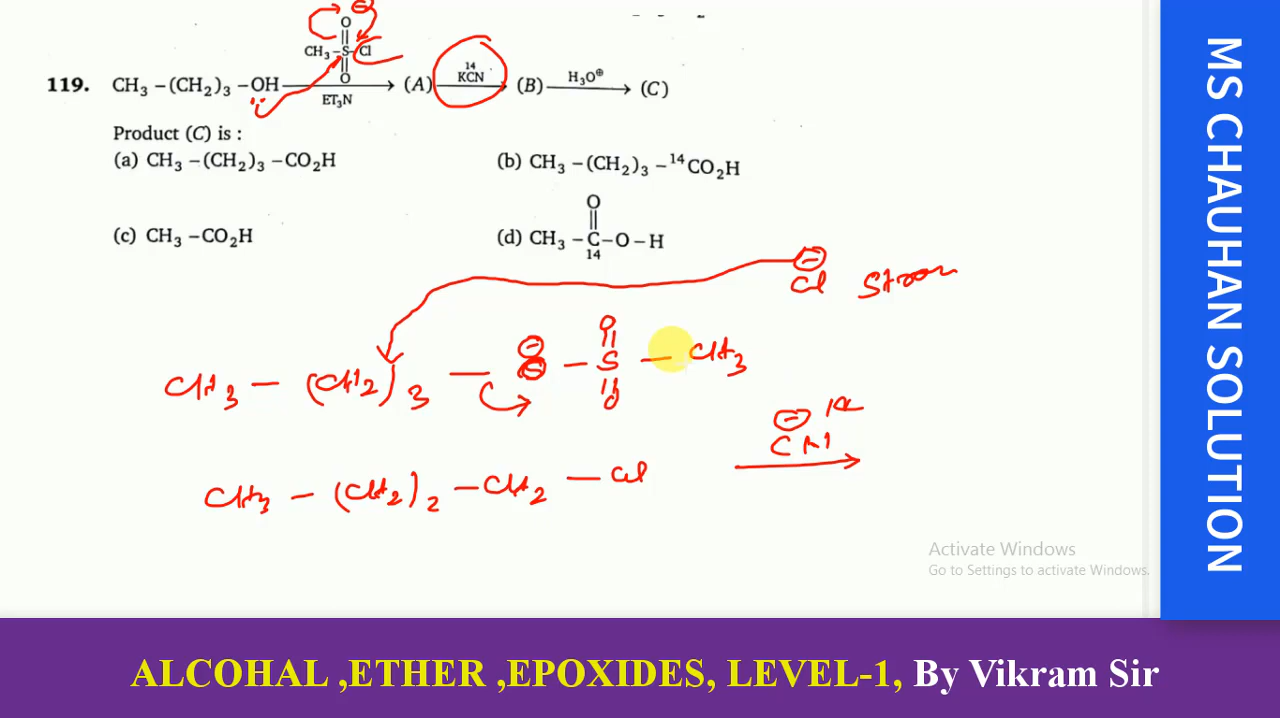 O
CH3 –S–Cl
O
119. CH3 –(CH2)3 –OH ET3N (A) 14 KCN (B) H3O⊕ (C)
Product (C) is :
(a) CH3 –(CH2)3 –CO2H
(b) CH3 –(CH2)3 –14CO2H
(c) CH3 –CO2H
(d) CH3 –C–O–H
O
14
⊖
Cl
CH3 – (CH2)3 – O – S – CH3
O
O
⊖ 14
CN
CH3 – (CH2)2 – CH2 – Cl
Activate Windows
Go to Settings to activate Windows.
MS CHAUHAN SOLUTION
ALCOHAL ,ETHER ,EPOXIDES, LEVEL-1, By Vikram Sir